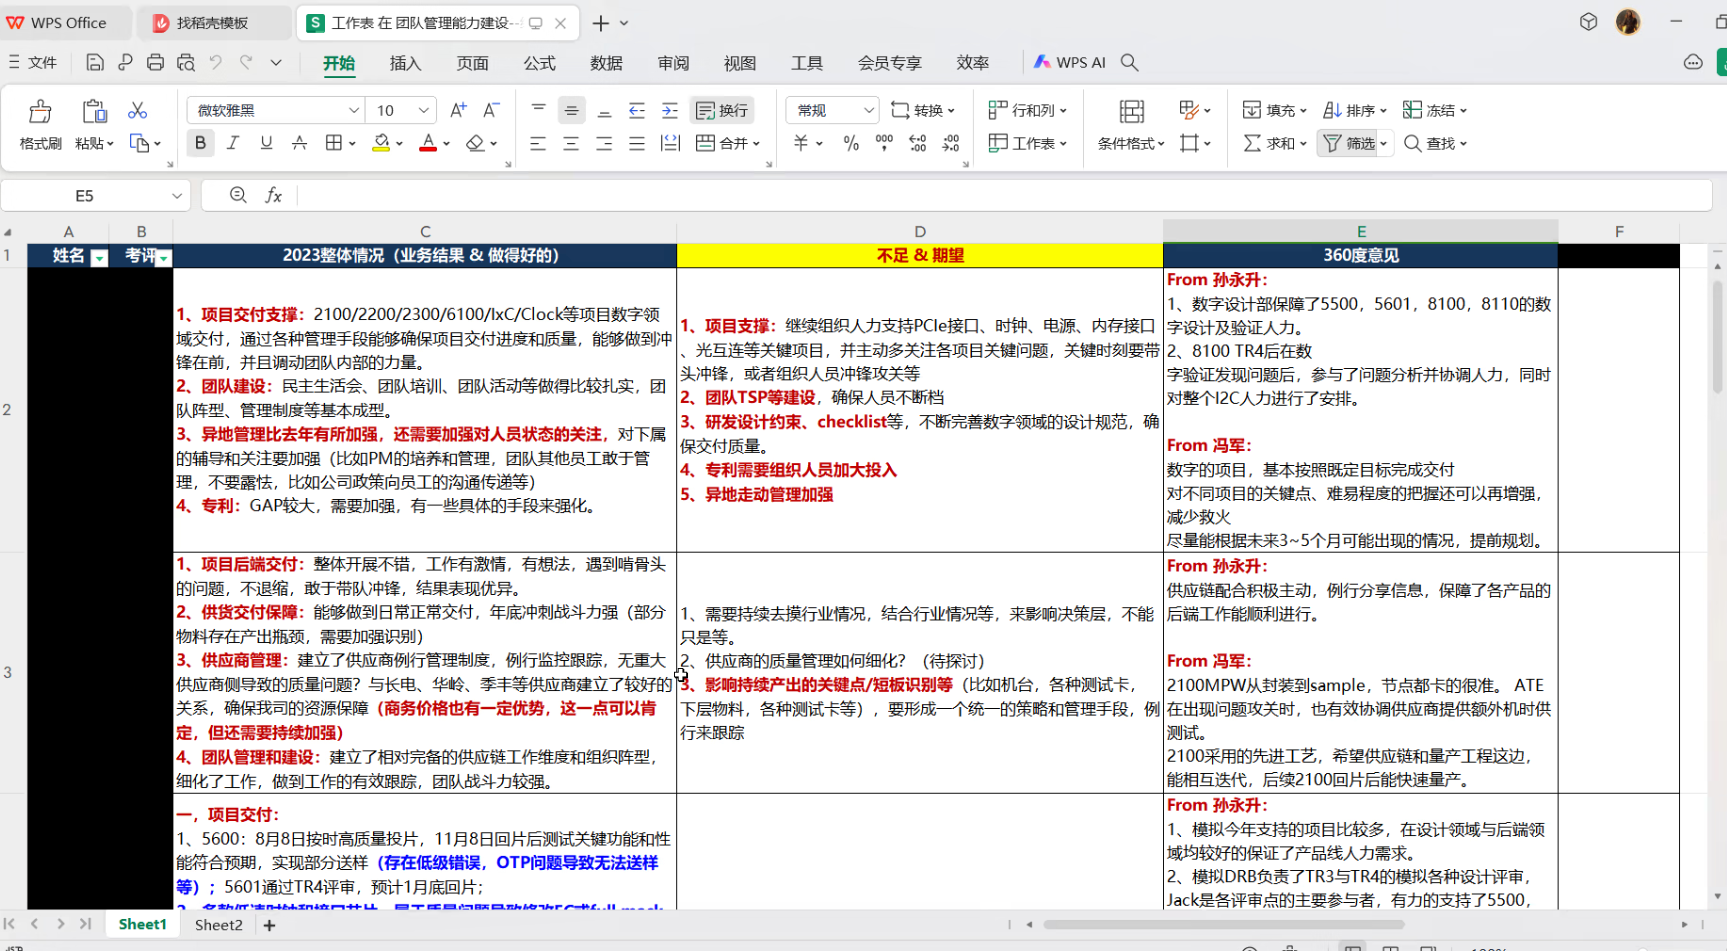 WPS Office
找稻壳模板
工作表 在 团队管理能力建设--
文件
开始
插入
页面
公式
数据
审阅
视图
工具
会员专享
效率
WPS AI
格式刷
粘贴
微软雅黑
10
换行
合并
常规
转换
行和列
工作表
条件格式
填充
排序
冻结
求和
筛选
查找
E5
fx
A B C D E F
1 姓名 考评 2023整体情况（业务结果 & 做得好的） 不足 & 期望 360度意见
2
1、项目交付支撑：2100/2200/2300/6100/IxC/Clock等项目数字领
域交付，通过各种管理手段能够确保项目交付进度和质量，能够做到冲
锋在前，并且调动团队内部的力量。
2、团队建设：民主生活会、团队培训、团队活动等做得比较扎实，团
队阵型、管理制度等基本成型。
3、异地管理比去年有所加强，还需要加强对人员状态的关注，对下属
的辅导和关注要加强（比如PM的培养和管理，团队其他员工敢于管
理，不要露怯，比如公司政策向员工的沟通传递等）
4、专利：GAP较大，需要加强，有一些具体的手段来强化。
1、项目支撑：继续组织人力支持PCIe接口、时钟、电源、内存接口
、光互连等关键项目，并主动多关注各项目关键问题，关键时刻要带
头冲锋，或者组织人员冲锋攻关等
2、团队TSP等建设，确保人员不断档
3、研发设计约束、checklist等，不断完善数字领域的设计规范，确
保交付质量。
4、专利需要组织人员加大投入
5、异地走动管理加强
From 孙永升：
1、数字设计部保障了5500，5601，8100，8110的数
字设计及验证人力。
2、8100 TR4后在数
字验证发现问题后，参与了问题分析并协调人力，同时
对整个I2C人力进行了安排。
From 冯军：
数字的项目，基本按照既定目标完成交付
对不同项目的关键点、难易程度的把握还可以再增强，
减少救火
尽量能根据未来3~5个月可能出现的情况，提前规划。
3
1、项目后端交付：整体开展不错，工作有激情，有想法，遇到啃骨头
的问题，不退缩，敢于带队冲锋，结果表现优异。
2、供货交付保障：能够做到日常正常交付，年底冲刺战斗力强（部分
物料存在产出瓶颈，需要加强识别）
3、供应商管理：建立了供应商例行管理制度，例行监控跟踪，无重大
供应商侧导致的质量问题？与长电、华岭、季丰等供应商建立了较好的
关系，确保我司的资源保障（商务价格也有一定优势，这一点可以肯
定，但还需要持续加强）
4、团队管理和建设：建立了相对完备的供应链工作维度和组织阵型，
细化了工作，做到工作的有效跟踪，团队战斗力较强。
1、需要持续去摸行业情况，结合行业情况等，来影响决策层，不能
只是等。
2、供应商的质量管理如何细化？（待探讨）
3、影响持续产出的关键点/短板识别等（比如机台，各种测试卡，
下层物料，各种测试卡等），要形成一个统一的策略和管理手段，例
行来跟踪
From 孙永升：
供应链配合积极主动，例行分享信息，保障了各产品的
后端工作能顺利进行。
From 冯军：
2100MPW从封装到sample，节点都卡的很准。 ATE
在出现问题攻关时，也有效协调供应商提供额外机时供
测试。
2100采用的先进工艺，希望供应链和量产工程这边，
能相互迭代，后续2100回片后能快速量产。
一，项目交付：
1、5600：8月8日按时高质量投片，11月8日回片后测试关键功能和性
能符合预期，实现部分送样（存在低级错误，OTP问题导致无法送样
等）；5601通过TR4评审，预计1月底回片；
From 孙永升：
1、模拟今年支持的项目比较多，在设计领域与后端领
域均较好的保证了产品线人力需求。
2、模拟DRB负责了TR3与TR4的模拟各种设计评审，
Jack是各评审点的主要参与者，有力的支持了5500，
Sheet1
Sheet2